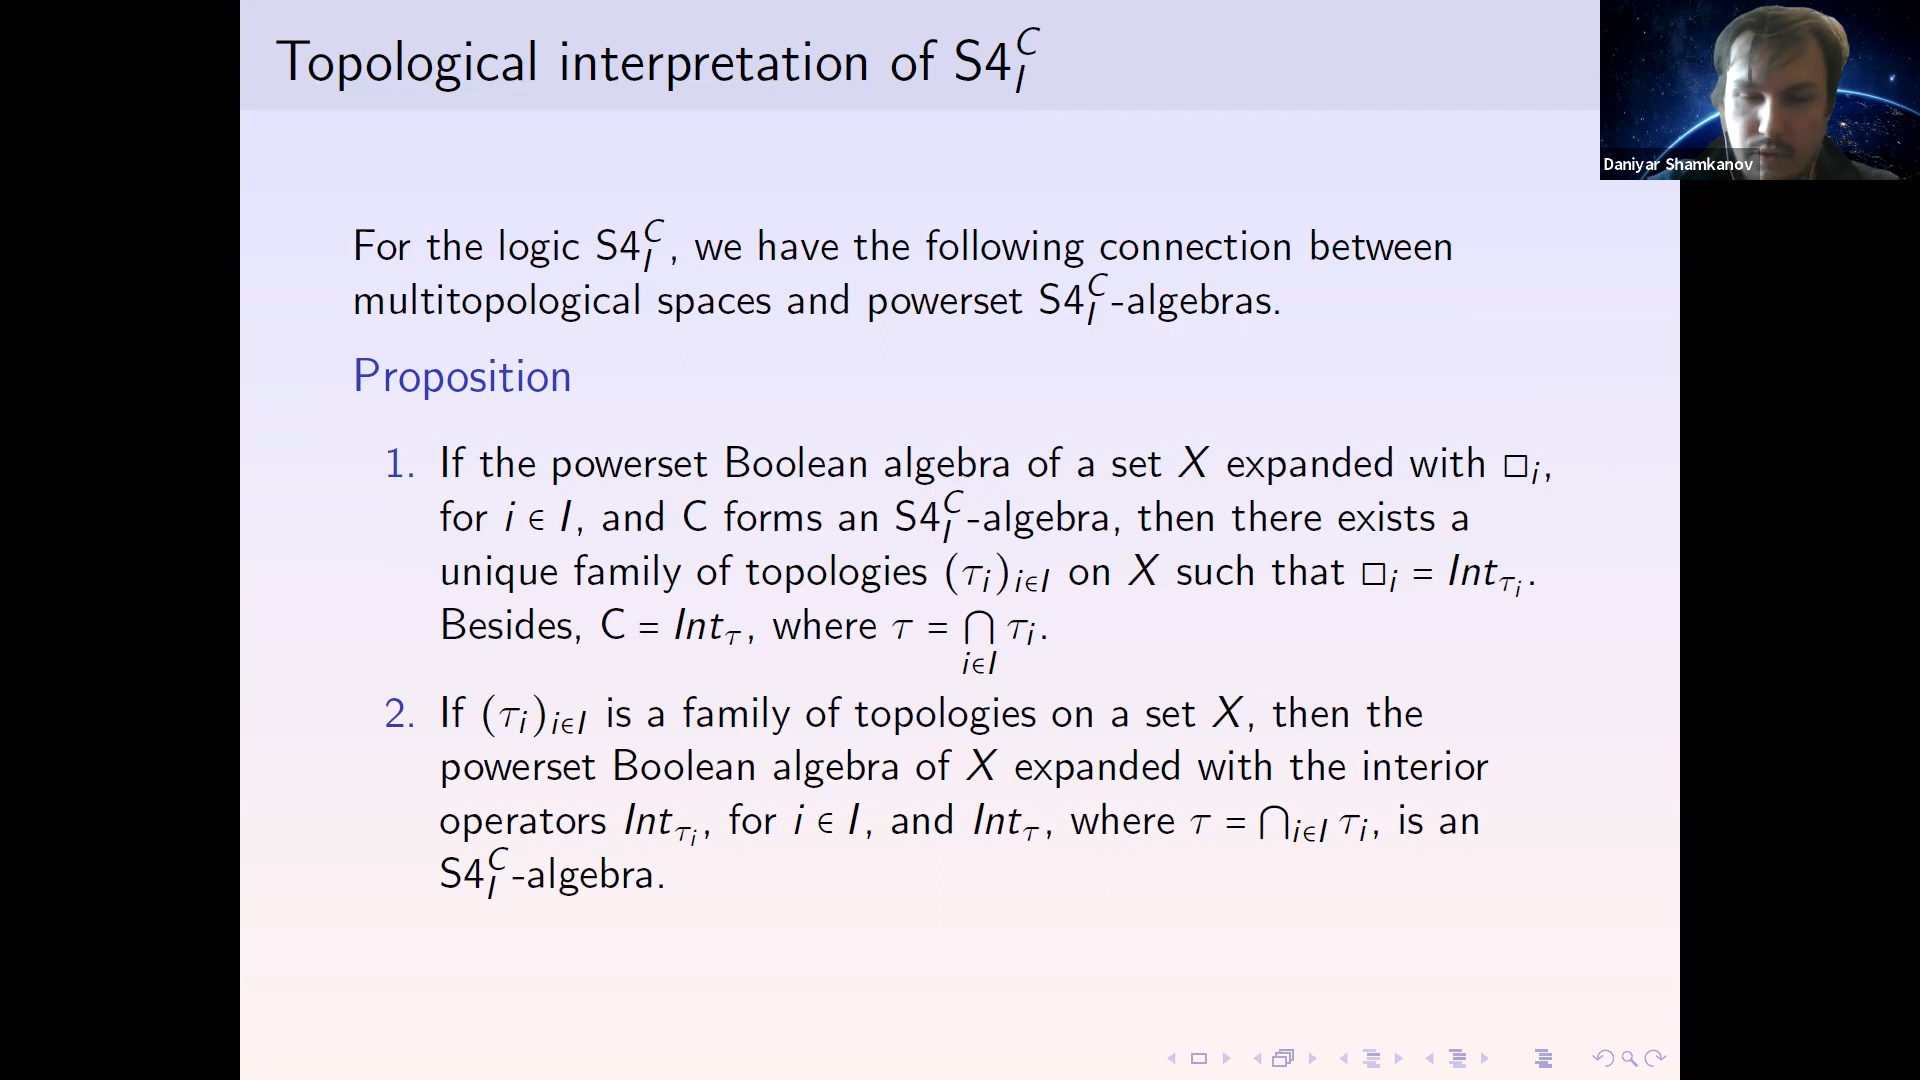 Topological interpretation of S4_I^C
Daniyar Shamkanov
For the logic S4_I^C, we have the following connection between
multitopological spaces and powerset S4_I^C-algebras.
Proposition
1. If the powerset Boolean algebra of a set X expanded with □_i,
for i ∈ I, and C forms an S4_I^C-algebra, then there exists a
unique family of topologies (τ_i)_{i∈I} on X such that □_i = Int_{τ_i}.
Besides, C = Int_τ, where τ = ⋂_{i∈I} τ_i.
2. If (τ_i)_{i∈I} is a family of topologies on a set X, then the
powerset Boolean algebra of X expanded with the interior
operators Int_{τ_i}, for i ∈ I, and Int_τ, where τ = ⋂_{i∈I} τ_i, is an
S4_I^C-algebra.